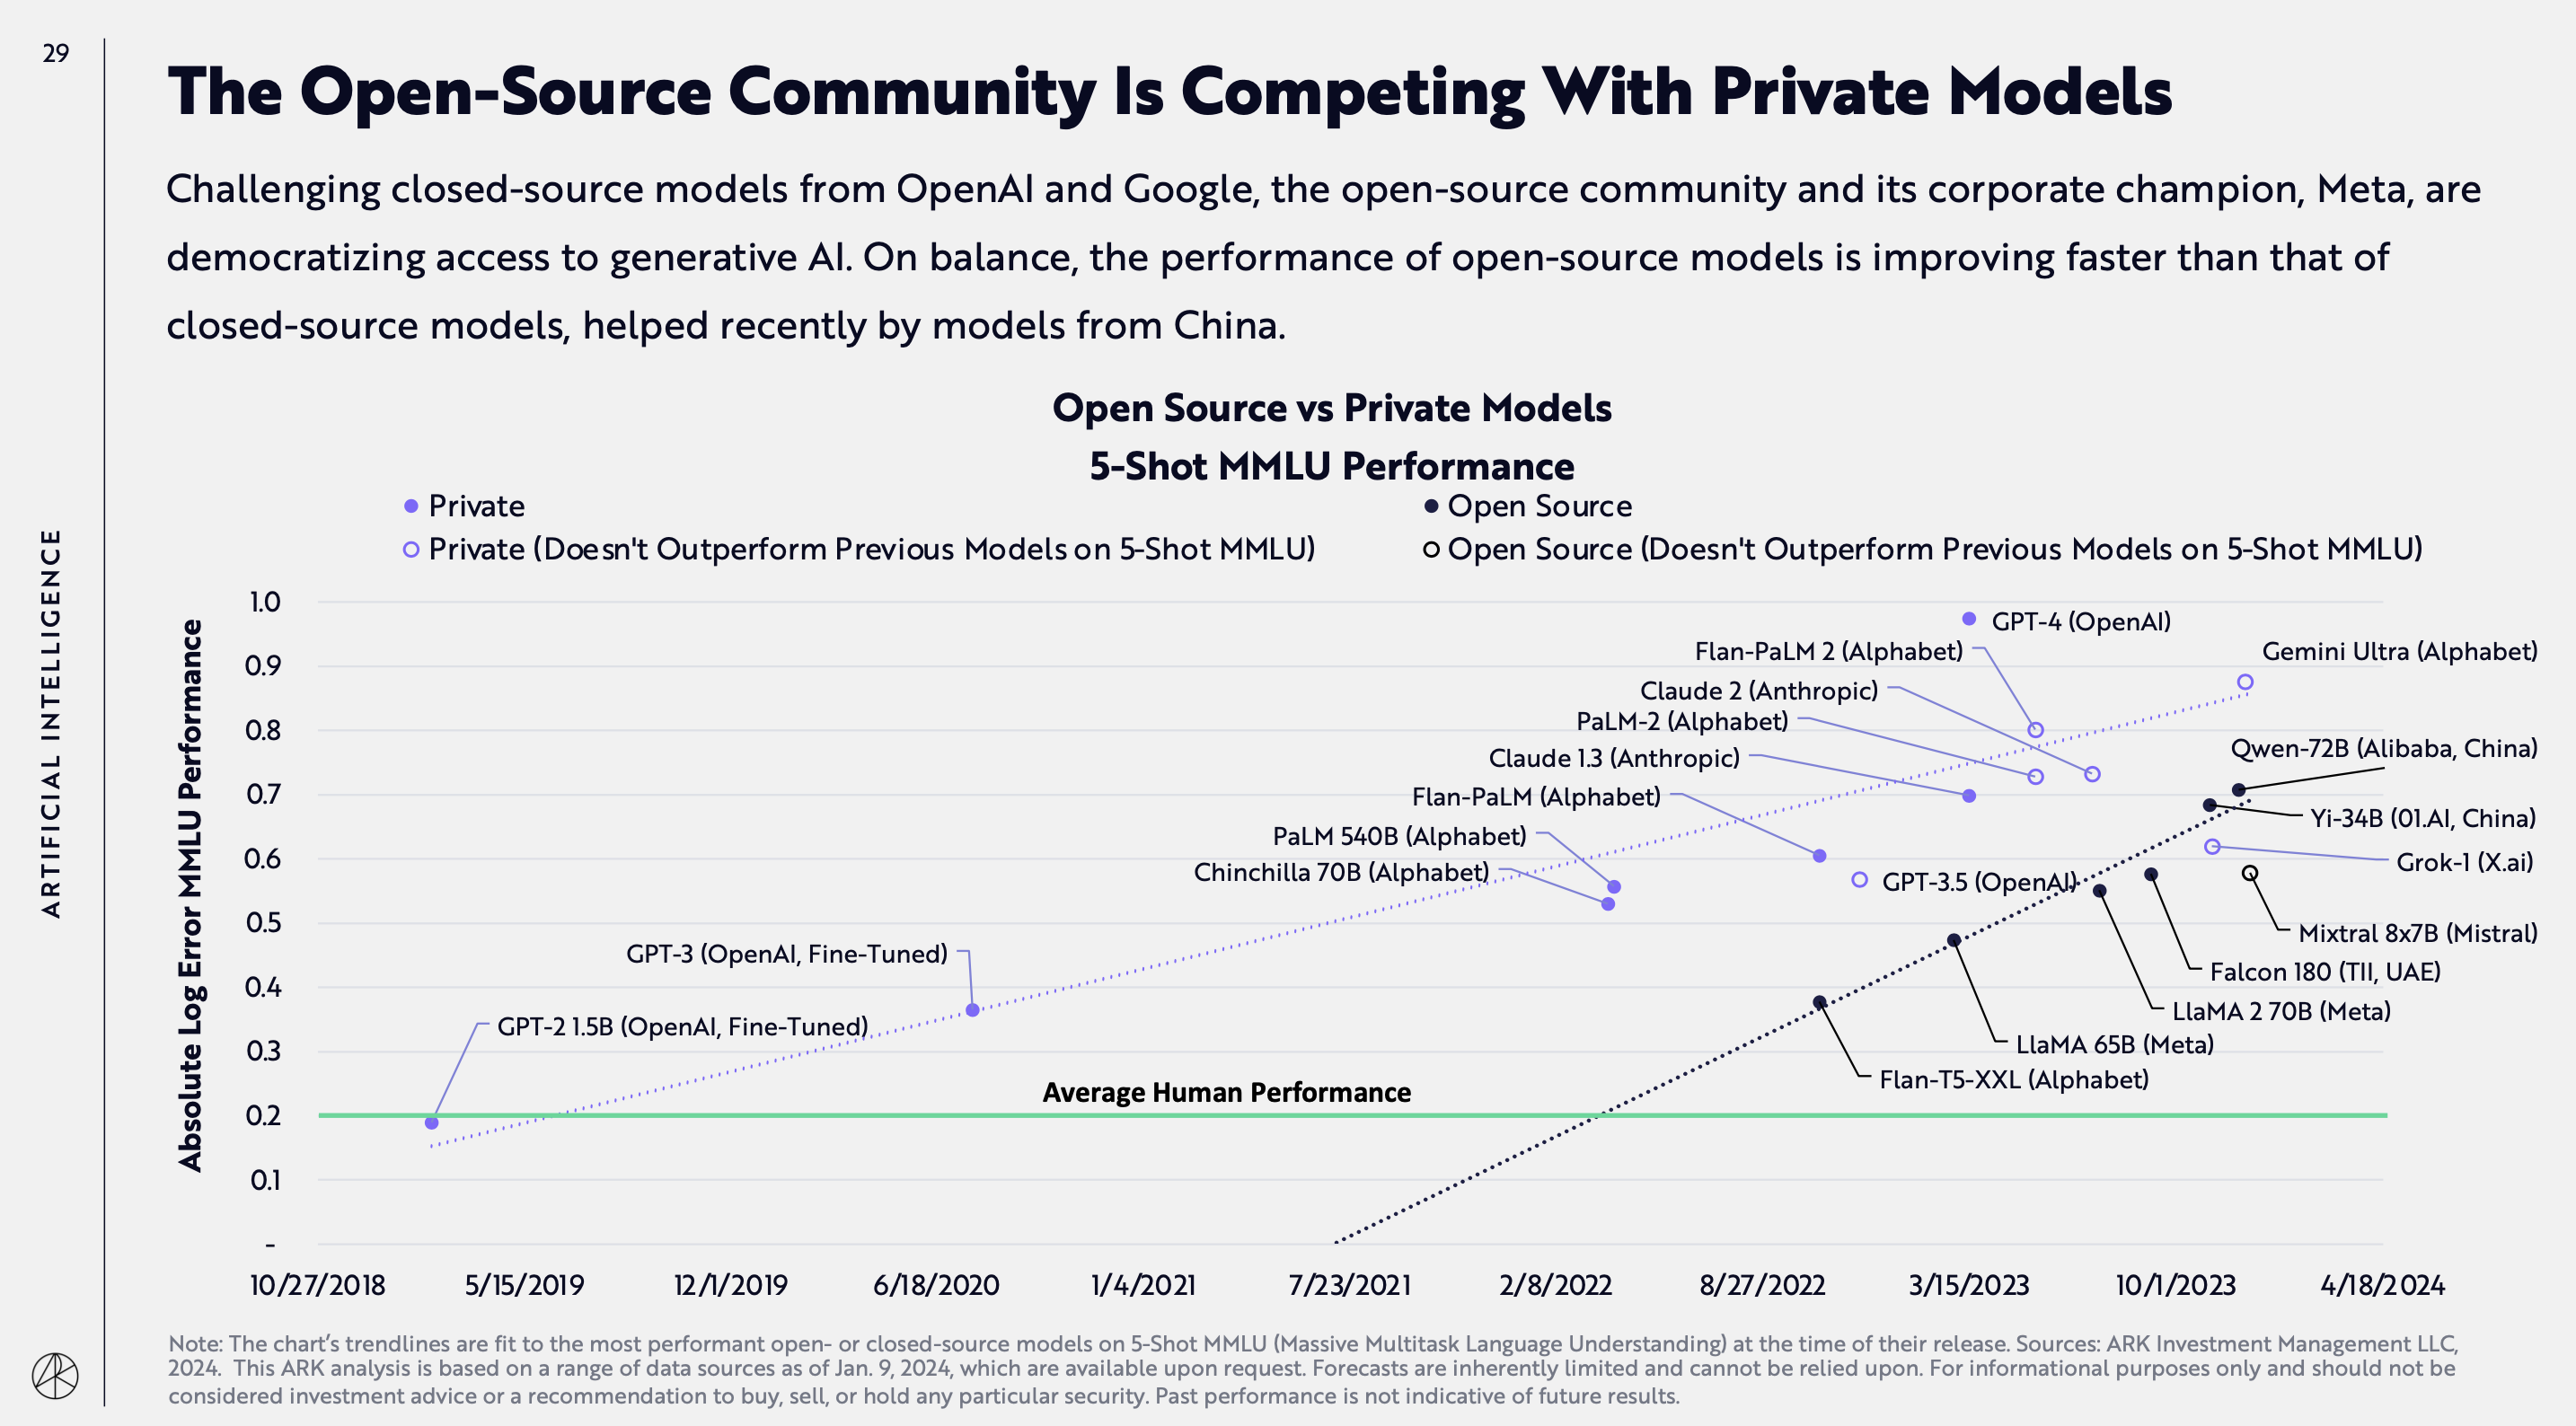 29
The Open-Source Community Is Competing With Private Models
Challenging closed-source models from OpenAI and Google, the open-source community and its corporate champion, Meta, are
democratizing access to generative AI. On balance, the performance of open-source models is improving faster than that of
closed-source models, helped recently by models from China.
ARTIFICIAL INTELLIGENCE
Open Source vs Private Models
5-Shot MMLU Performance
Private
Open Source
Private (Doesn't Outperform Previous Models on 5-Shot MMLU)
Open Source (Doesn't Outperform Previous Models on 5-Shot MMLU)
Absolute Log Error MMLU Performance
1.0
0.9
0.8
0.7
0.6
0.5
0.4
0.3
0.2
0.1
-
GPT-4 (OpenAI)
Flan-PaLM 2 (Alphabet)
Gemini Ultra (Alphabet)
Claude 2 (Anthropic)
PaLM-2 (Alphabet)
Qwen-72B (Alibaba, China)
Claude 1.3 (Anthropic)
Flan-PaLM (Alphabet)
Yi-34B (01.AI, China)
PaLM 540B (Alphabet)
Grok-1 (X.ai)
Chinchilla 70B (Alphabet)
GPT-3.5 (OpenAI)
Mixtral 8x7B (Mistral)
GPT-3 (OpenAI, Fine-Tuned)
Falcon 180 (TII, UAE)
LlaMA 2 70B (Meta)
GPT-2 1.5B (OpenAI, Fine-Tuned)
LlaMA 65B (Meta)
Flan-T5-XXL (Alphabet)
Average Human Performance
10/27/2018
5/15/2019
12/1/2019
6/18/2020
1/4/2021
7/23/2021
2/8/2022
8/27/2022
3/15/2023
10/1/2023
4/18/2024
Note: The chart's trendlines are fit to the most performant open- or closed-source models on 5-Shot MMLU (Massive Multitask Language Understanding) at the time of their release. Sources: ARK Investment Management LLC,
2024. This ARK analysis is based on a range of data sources as of Jan. 9, 2024, which are available upon request. Forecasts are inherently limited and cannot be relied upon. For informational purposes only and should not be
considered investment advice or a recommendation to buy, sell, or hold any particular security. Past performance is not indicative of future results.